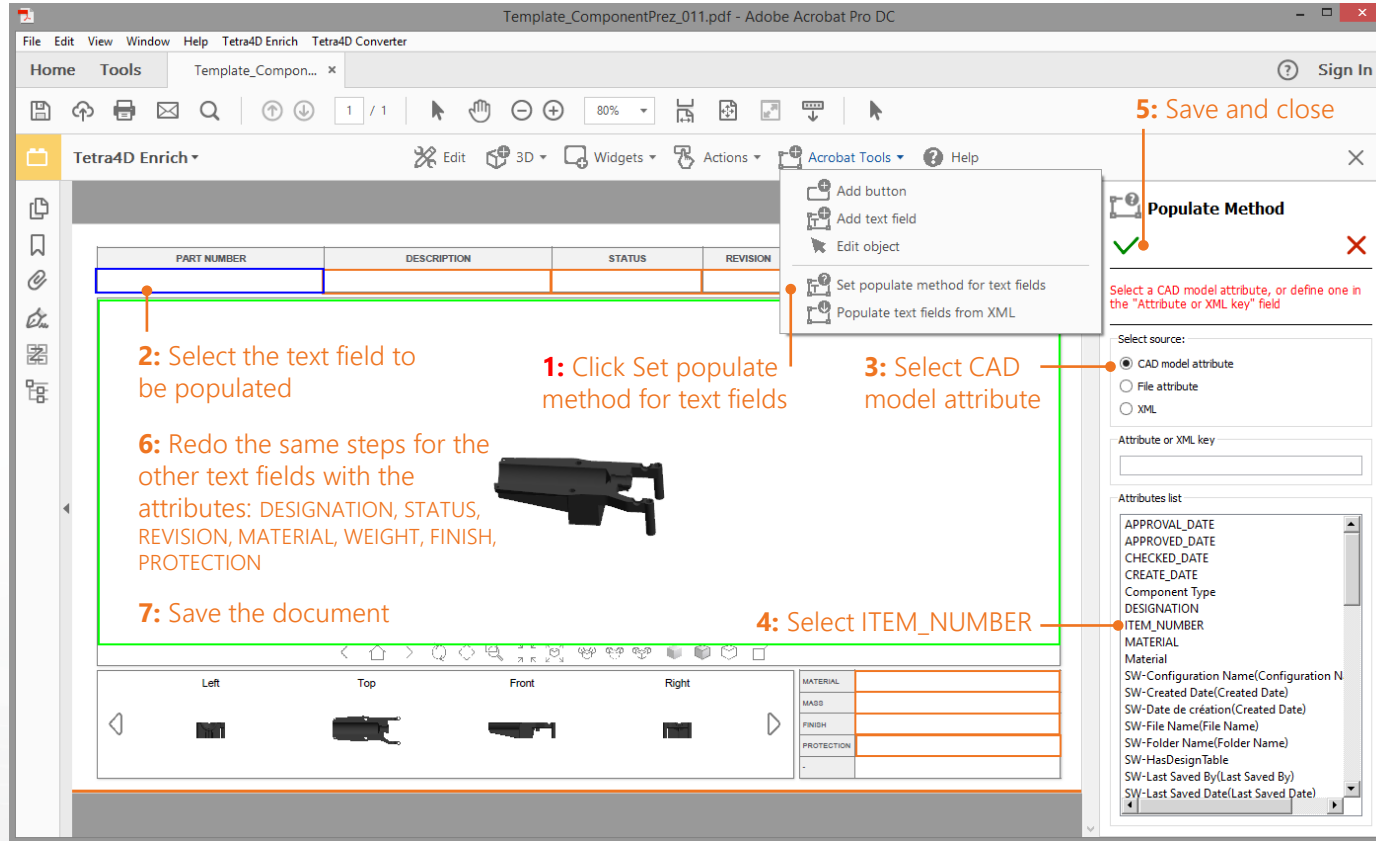 Template_ComponentPrez_011.pdf - Adobe Acrobat Pro DC
File Edit View Window Help Tetra4D Enrich Tetra4D Converter
Home Tools Template_Compon... × ? Sign In
1 / 1 80%
5: Save and close
Tetra4D Enrich Edit 3D Widgets Actions Acrobat Tools Help
Add button
Add text field
Edit object
Set populate method for text fields
Populate text fields from XML
Populate Method
PART NUMBER DESCRIPTION STATUS REVISION
Select a CAD model attribute, or define one in
the "Attribute or XML key" field
Select source:
CAD model attribute
File attribute
XML
2: Select the text field to
be populated
1: Click Set populate
method for text fields
3: Select CAD
model attribute
6: Redo the same steps for the
other text fields with the
attributes: DESIGNATION, STATUS,
REVISION, MATERIAL, WEIGHT, FINISH,
PROTECTION
7: Save the document
4: Select ITEM_NUMBER
Attribute or XML key
Attributes list
APPROVAL_DATE
APPROVED_DATE
CHECKED_DATE
CREATE_DATE
Component Type
DESIGNATION
ITEM_NUMBER
MATERIAL
Material
SW-Configuration Name(Configuration N
SW-Created Date(Created Date)
SW-Date de création(Created Date)
SW-File Name(File Name)
SW-Folder Name(Folder Name)
SW-HasDesignTable
SW-Last Saved By(Last Saved By)
SW-Last Saved Date(Last Saved Date)
Left Top Front Right
MATERIAL
MASS
FINISH
PROTECTION
-